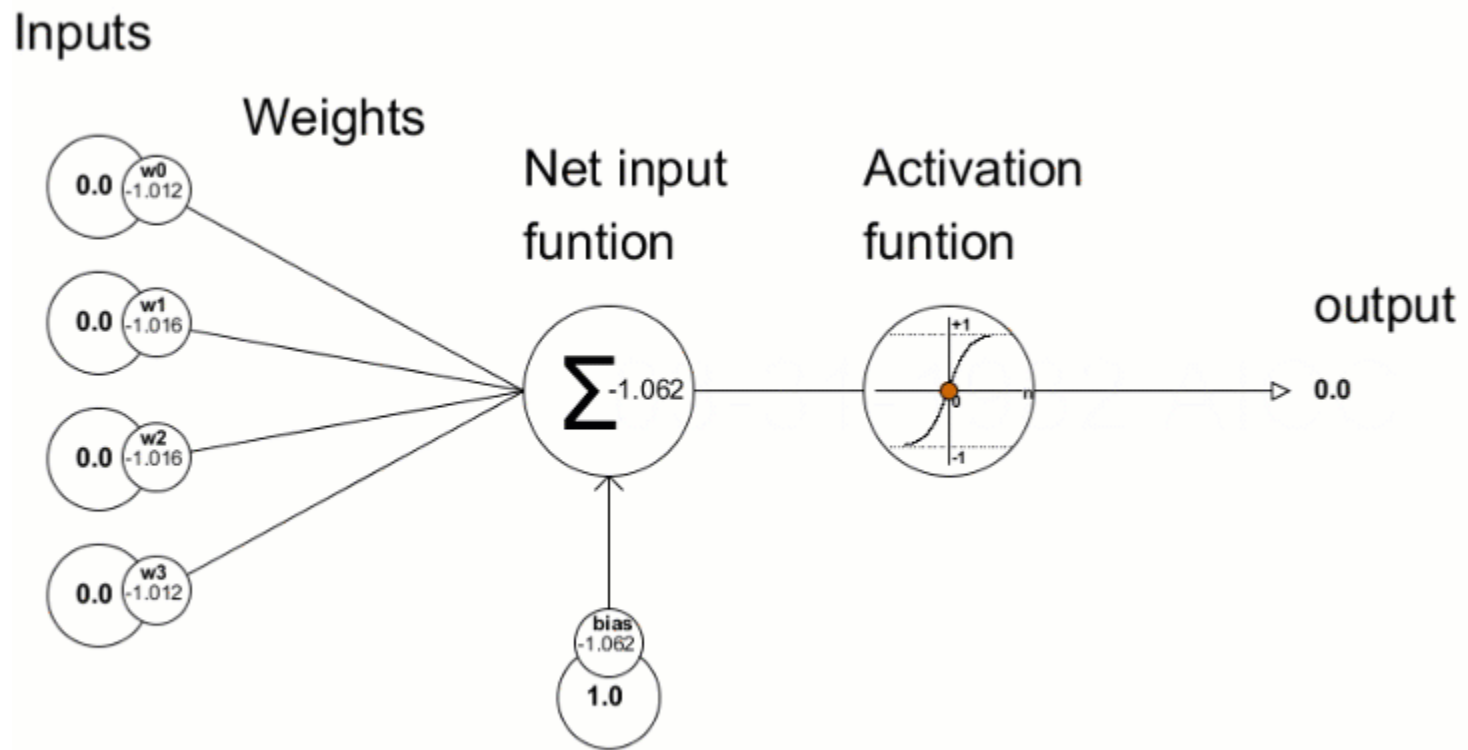 Inputs
Weights
Net input
funtion
Activation
funtion
output
0.0
w0
-1.012
0.0
w1
-1.016
0.0
w2
-1.016
0.0
w3
-1.012
Σ -1.062
+1
0
n
-1
0.0
bias
-1.062
1.0